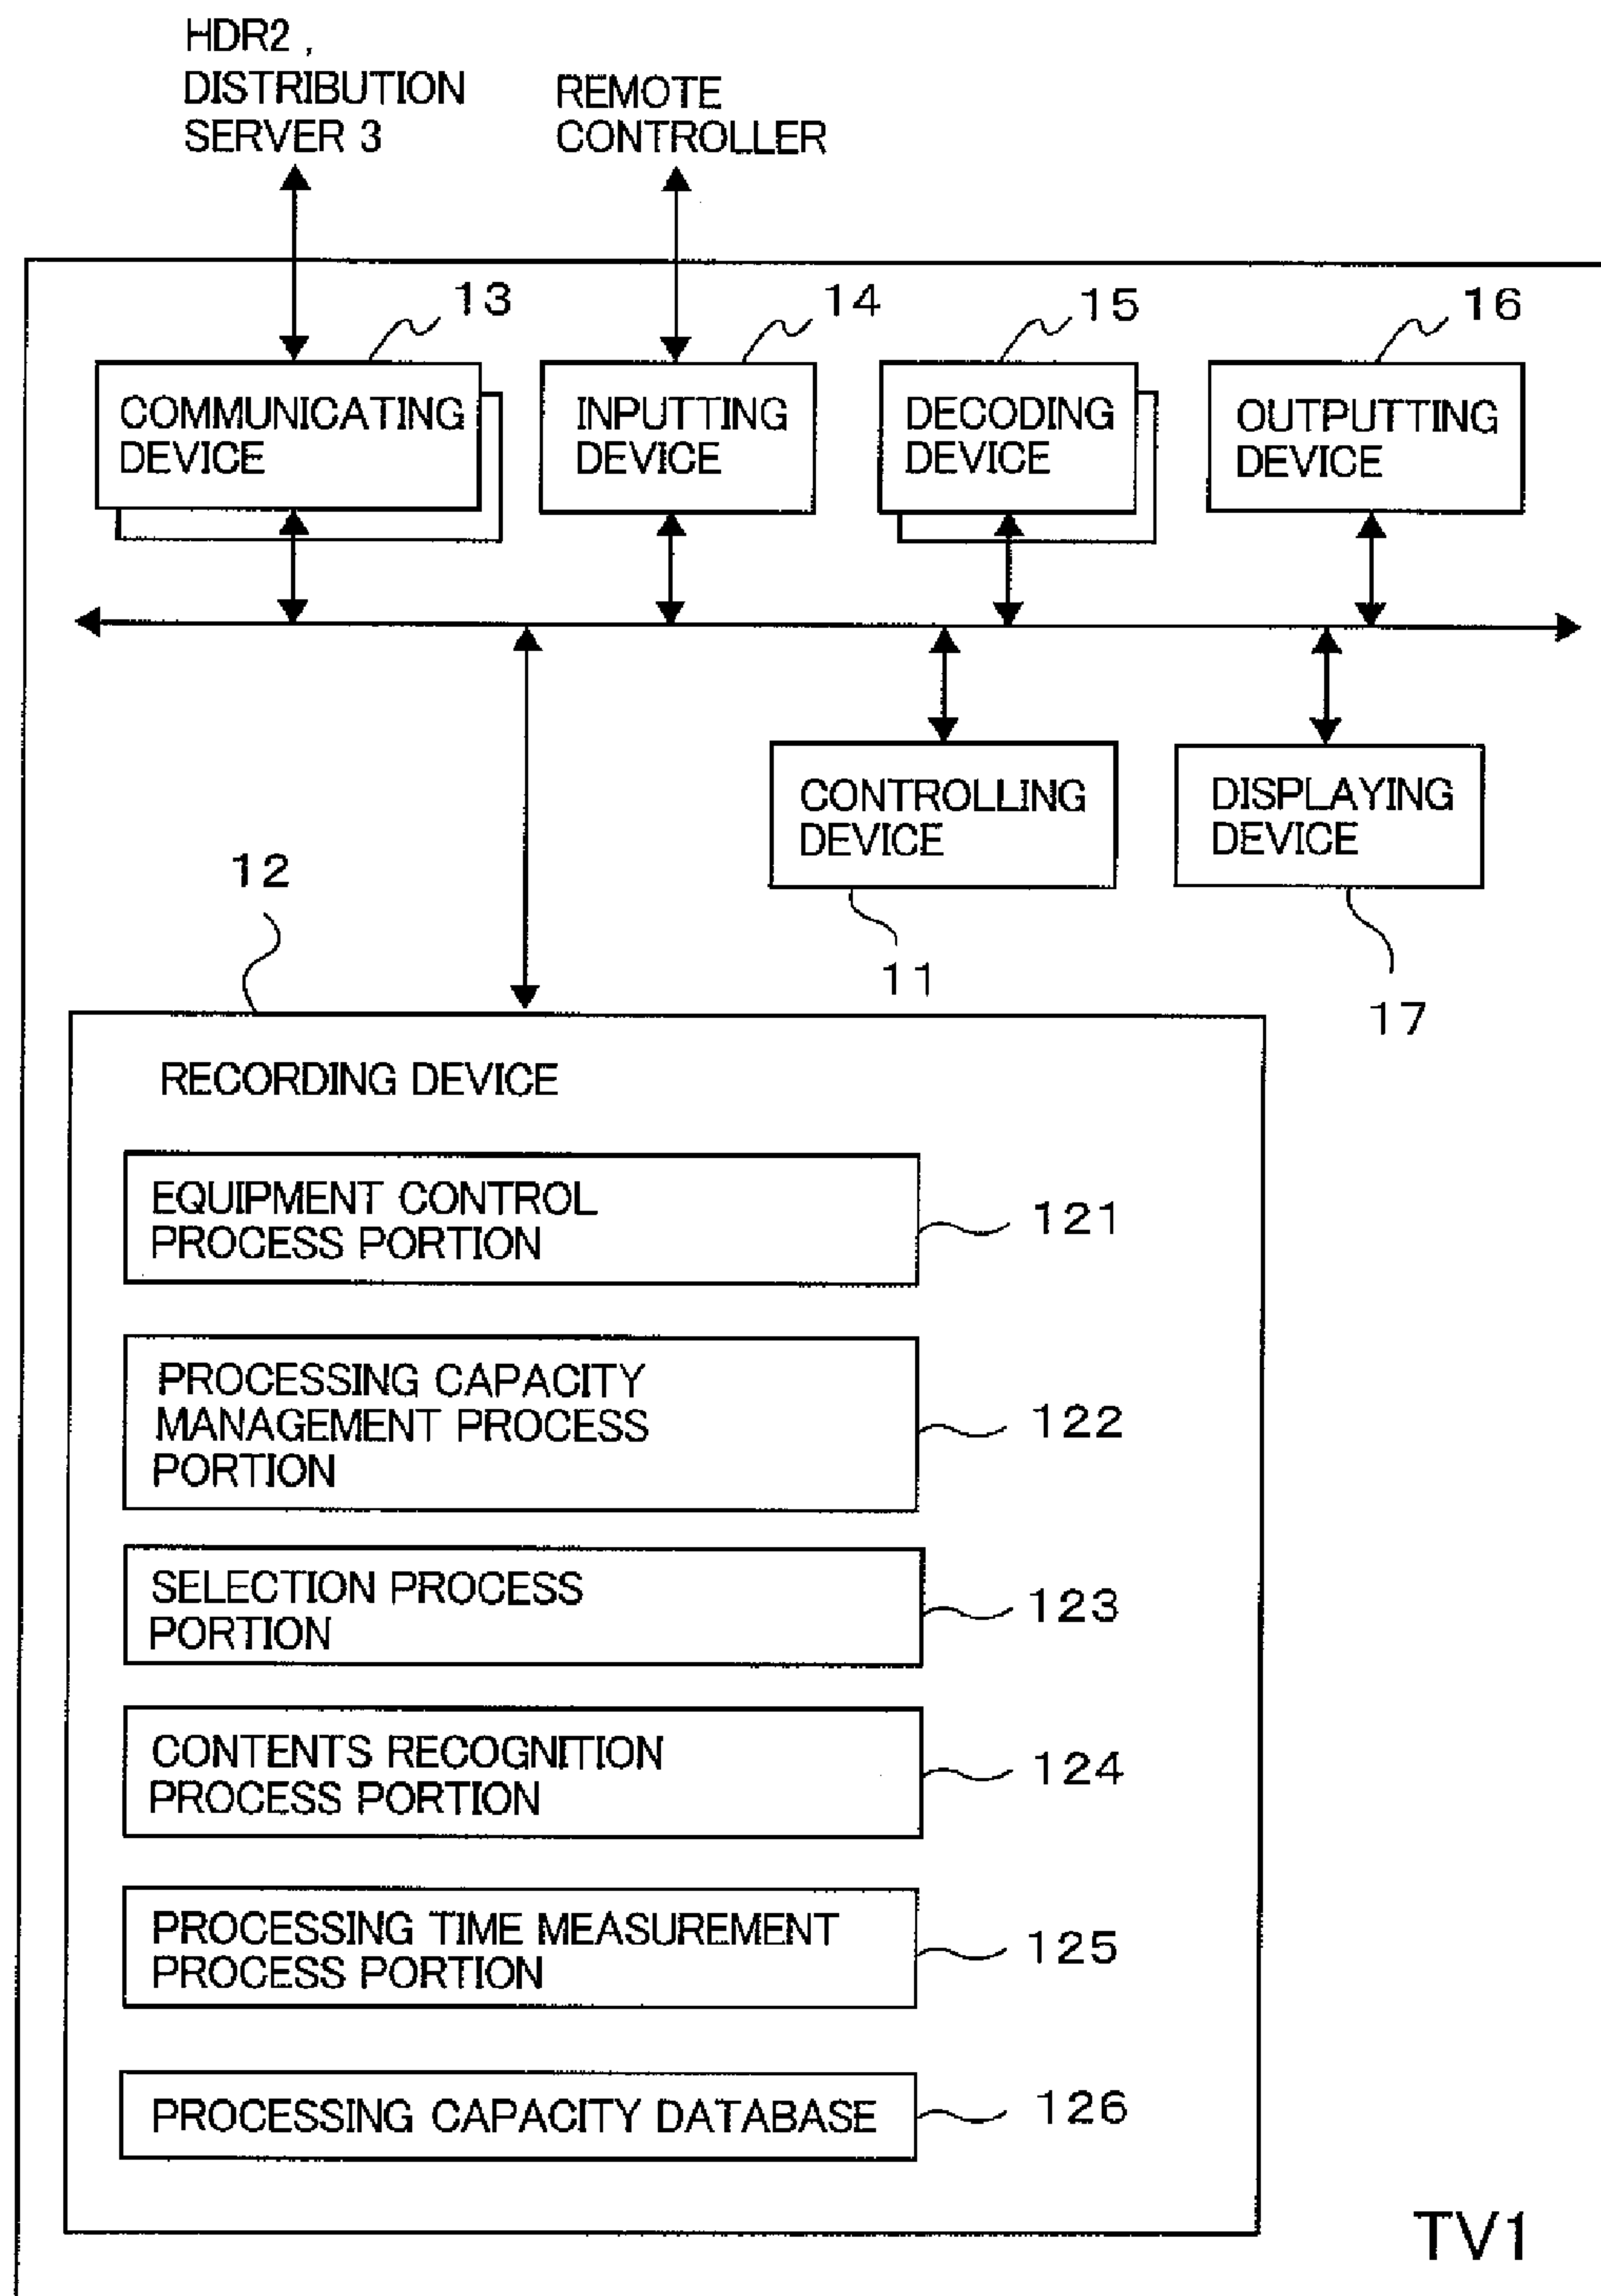 HDR2 ,
DISTRIBUTION
SERVER 3
REMOTE
CONTROLLER
13
14
15
16
COMMUNICATING
DEVICE
INPUTTING
DEVICE
DECODING
DEVICE
OUTPUTTING
DEVICE
CONTROLLING
DEVICE
DISPLAYING
DEVICE
12
11
17
RECORDING DEVICE
EQUIPMENT CONTROL
PROCESS PORTION
121
PROCESSING CAPACITY
MANAGEMENT PROCESS
PORTION
122
SELECTION PROCESS
PORTION
123
CONTENTS RECOGNITION
PROCESS PORTION
124
PROCESSING TIME MEASUREMENT
PROCESS PORTION
125
PROCESSING CAPACITY DATABASE
126
TV1